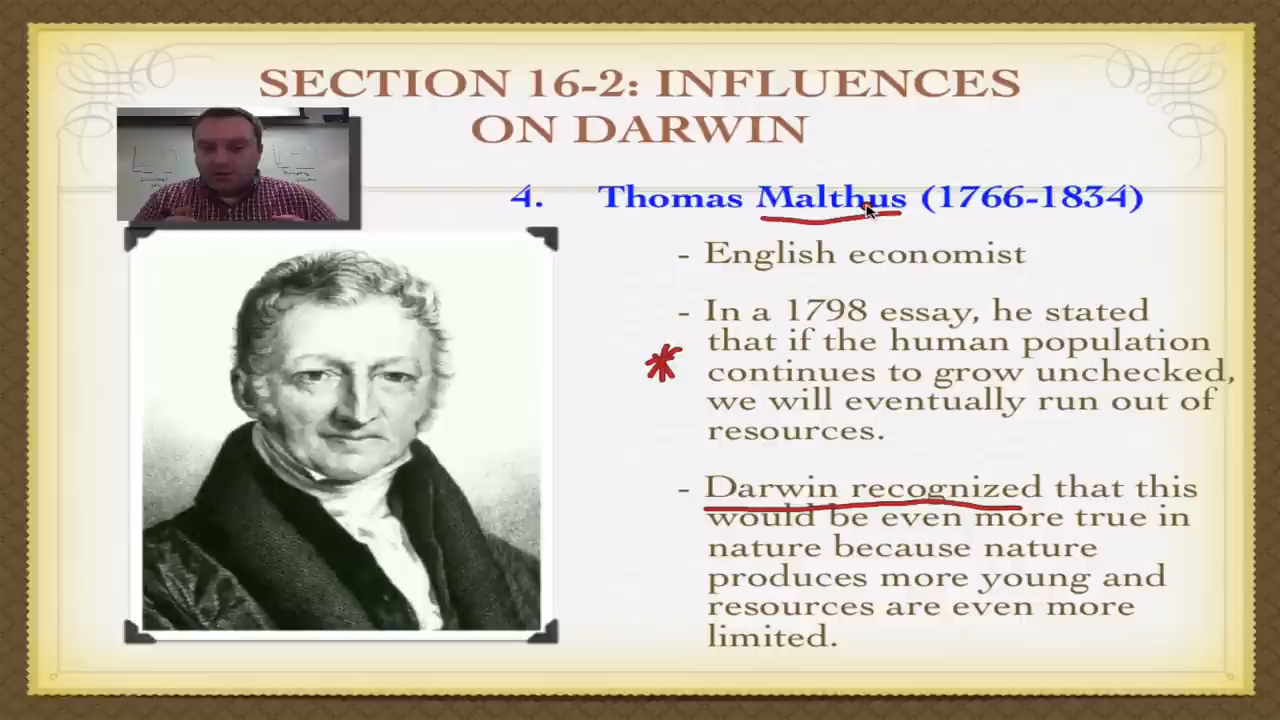 SECTION 16-2: INFLUENCES
ON DARWIN
4. Thomas Malthus (1766-1834)
- English economist
- In a 1798 essay, he stated
that if the human population
continues to grow unchecked,
we will eventually run out of
resources.
- Darwin recognized that this
would be even more true in
nature because nature
produces more young and
resources are even more
limited.